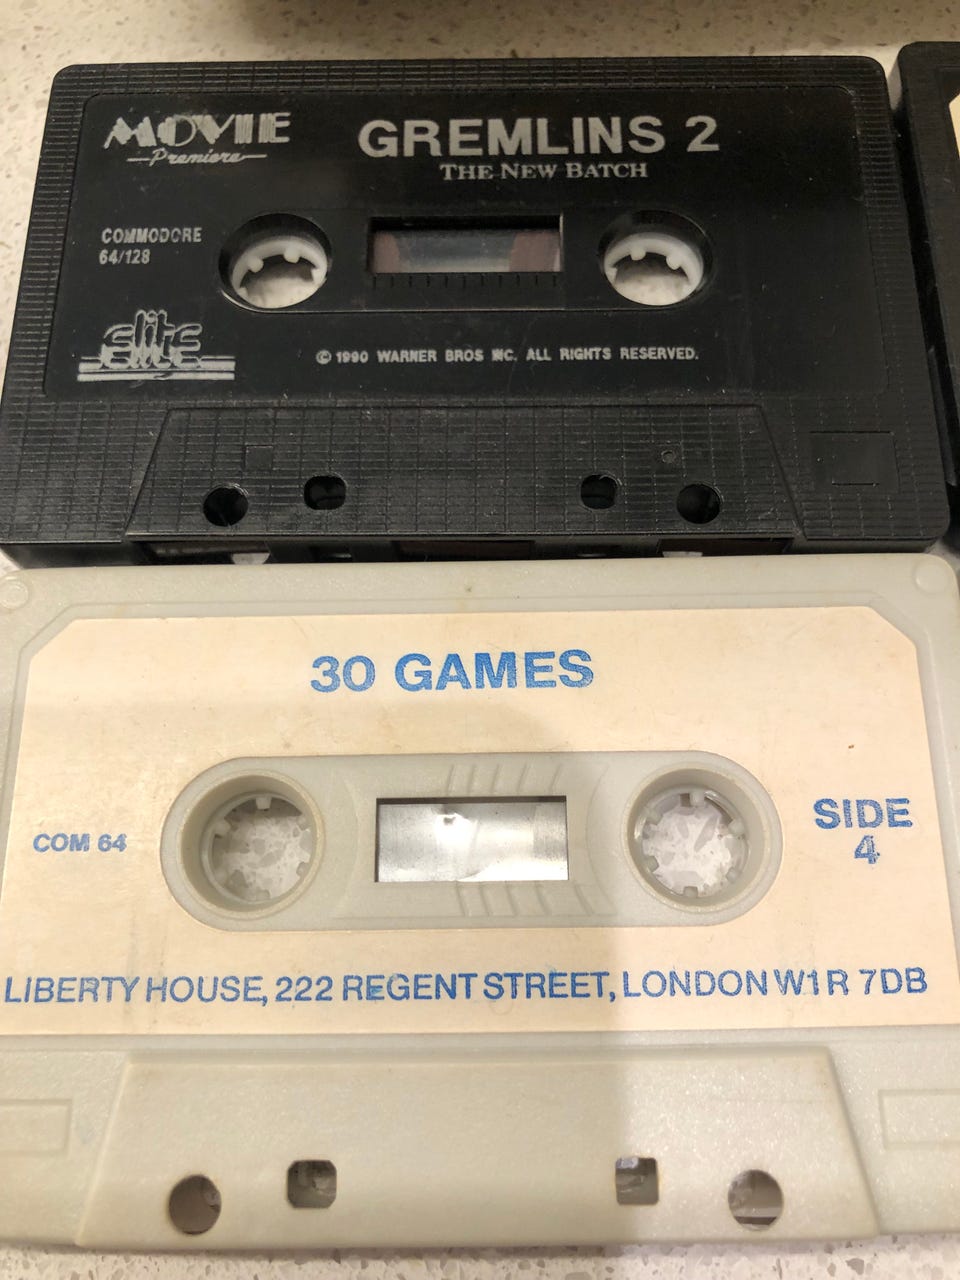 MOVIE
Premiere
GREMLINS 2
THE NEW BATCH
COMMODORE
64/128
elite
© 1990 WARNER BROS INC. ALL RIGHTS RESERVED.
30 GAMES
COM 64
SIDE
4
LIBERTY HOUSE, 222 REGENT STREET, LONDON W1R 7DB